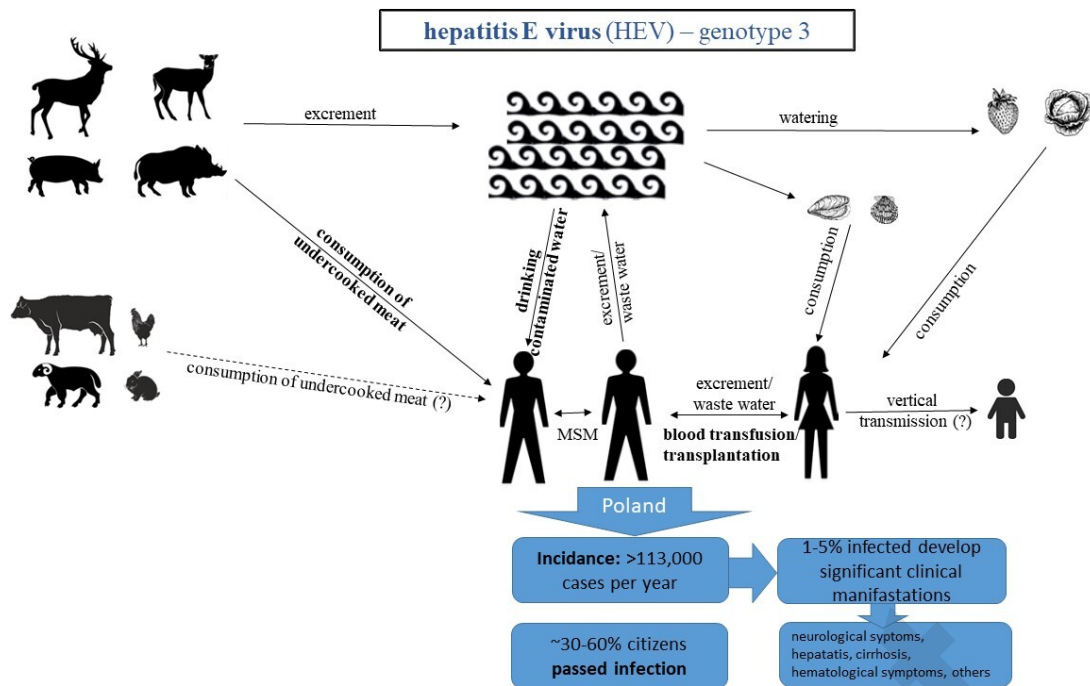 hepatitis E virus (HEV) – genotype 3
excrement
watering
consumption of
undercooked meat
drinking
contaminated water
excrement/
waste water
consumption
consumption
consumption of undercooked meat (?)
MSM
excrement/
waste water
blood transfusion/
transplantation
vertical
transmission (?)
Poland
Incidance: >113,000
cases per year
1-5% infected develop
significant clinical
manifastations
~30-60% citizens
passed infection
neurological syptoms,
hepatatis, cirrhosis,
hematological symptoms, others